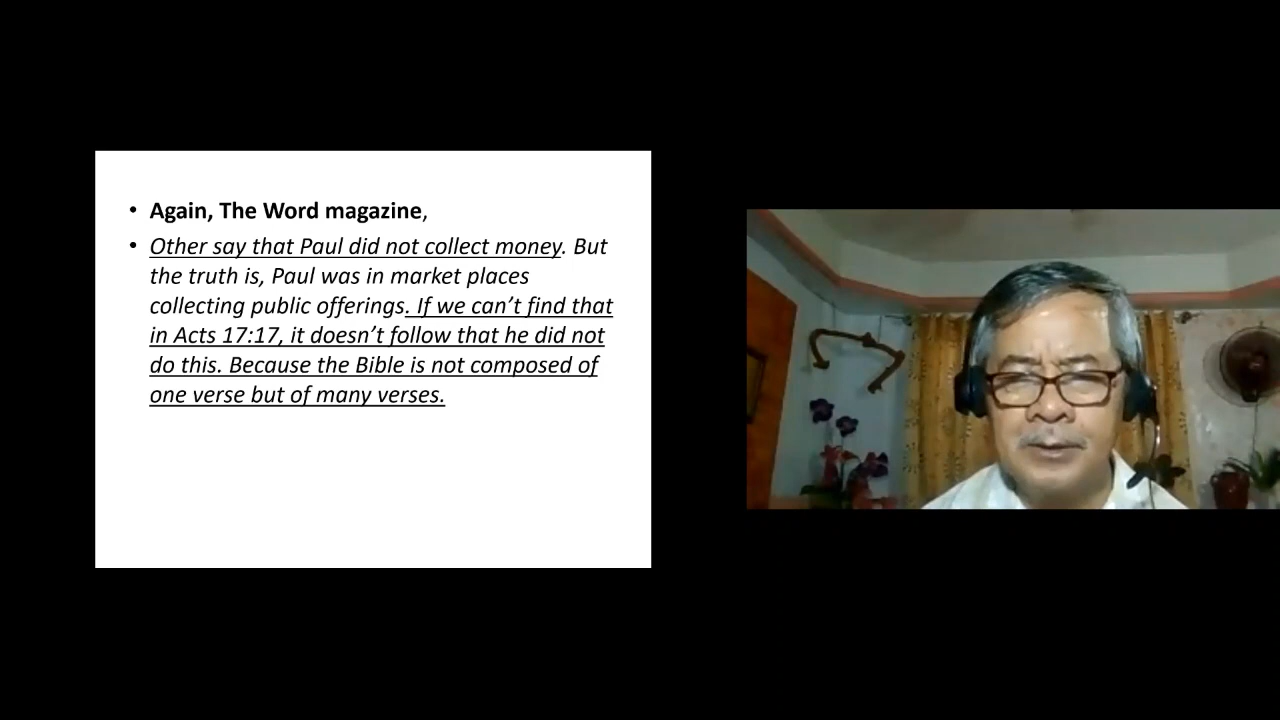 • Again, The Word magazine,
• Other say that Paul did not collect money. But
the truth is, Paul was in market places
collecting public offerings. If we can’t find that
in Acts 17:17, it doesn’t follow that he did not
do this. Because the Bible is not composed of
one verse but of many verses.